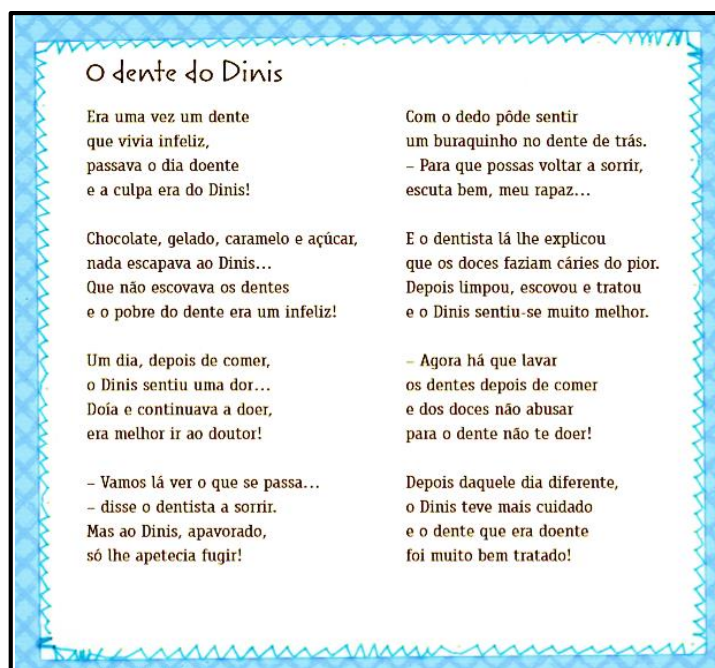 O dente do Dinis
Era uma vez um dente
que vivia infeliz,
passava o dia doente
e a culpa era do Dinis!
Chocolate, gelado, caramelo e açúcar,
nada escapava ao Dinis...
Que não escovava os dentes
e o pobre do dente era um infeliz!
Um dia, depois de comer,
o Dinis sentiu uma dor...
Doía e continuava a doer,
era melhor ir ao doutor!
– Vamos lá ver o que se passa...
– disse o dentista a sorrir.
Mas ao Dinis, apavorado,
só lhe apetecia fugir!
Com o dedo pôde sentir
um buraquinho no dente de trás.
– Para que possas voltar a sorrir,
escuta bem, meu rapaz...
E o dentista lá lhe explicou
que os doces faziam cáries do pior.
Depois limpou, escovou e tratou
e o Dinis sentiu-se muito melhor.
– Agora há que lavar
os dentes depois de comer
e dos doces não abusar
para o dente não te doer!
Depois daquele dia diferente,
o Dinis teve mais cuidado
e o dente que era doente
foi muito bem tratado!